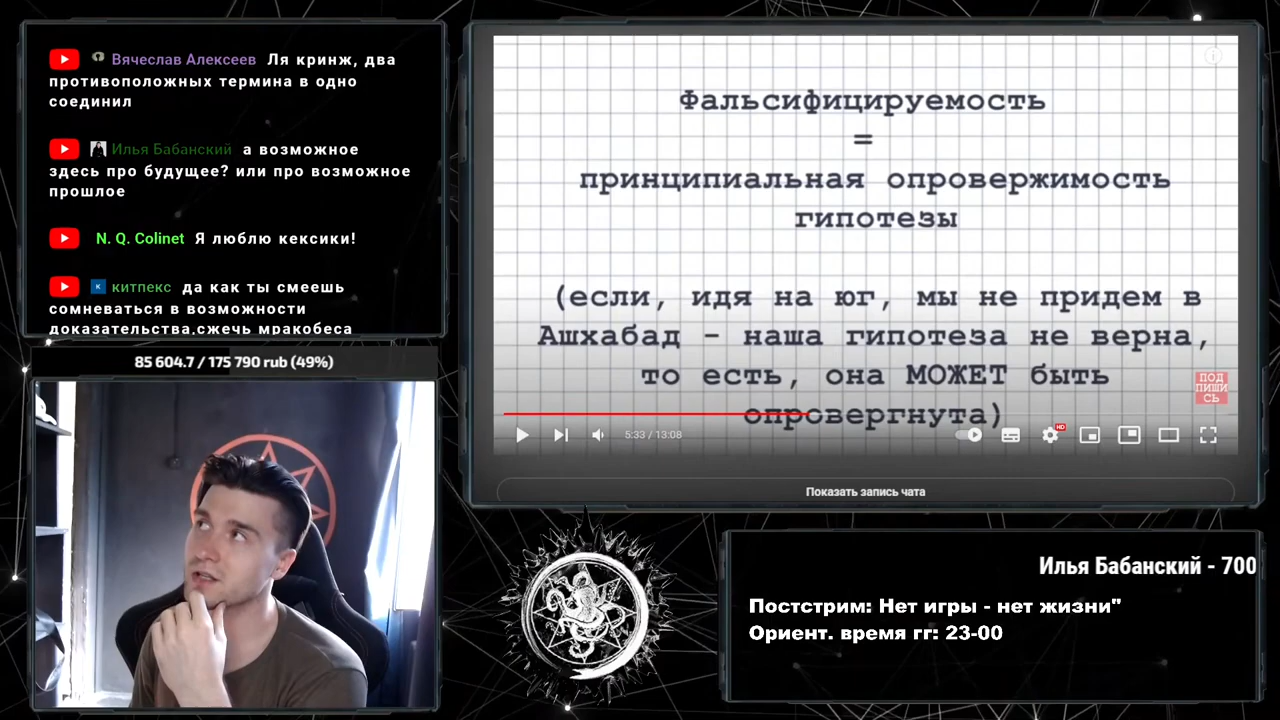 Вячеслав Алексеев Ля кринж, два
противоположных термина в одно
соединил
Илья Бабанский а возможное
здесь про будущее? или про возможное
прошлое
N. Q. Colinet Я люблю кексики!
китпекс да как ты смеешь
сомневаться в возможности
доказательства,сжечь мракобеса
85 604.7 / 175 790 rub (49%)
Фальсифицируемость
=
принципиальная опровержимость
гипотезы
(если, идя на юг, мы не придем в
Ашхабад - наша гипотеза не верна,
то есть, она МОЖЕТ быть
опровергнута)
ПОД
ПИШИ
СЬ
5:33 / 13:08
HD
Показать запись чата
Илья Бабанский - 700
Постстрим: Нет игры - нет жизни"
Ориент. время гг: 23-00